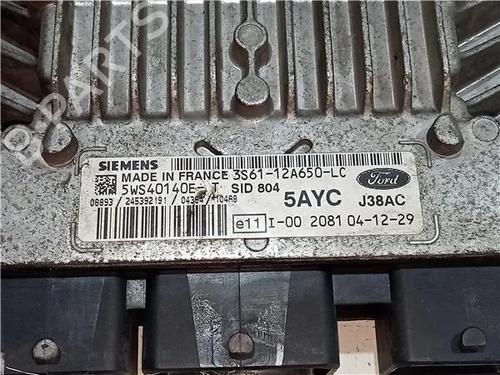 SIEMENS
MADE IN FRANCE 3S61-12A650-LC
5WS40140E-T SID 804
5AYC J38AC
Ford
e11 I-00 2081 04-12-29
PARTS